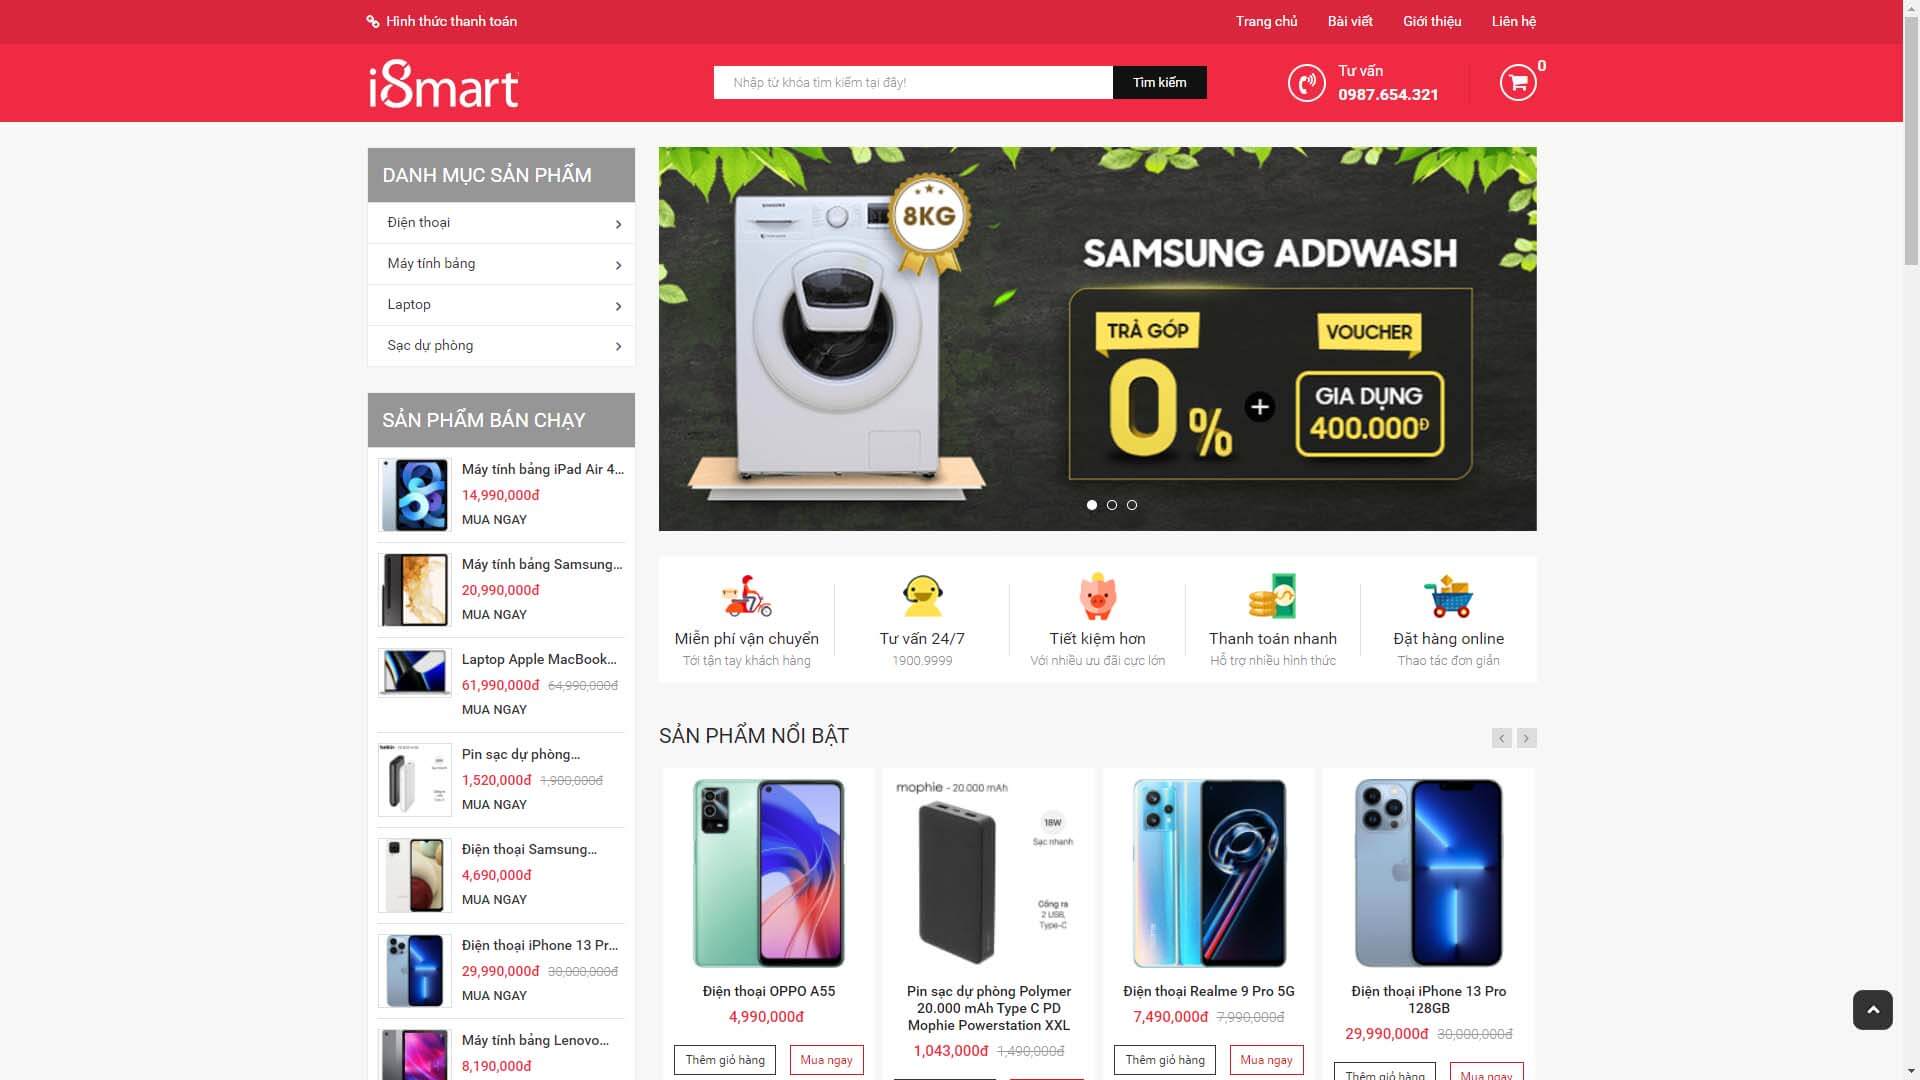 Hình thức thanh toán
Trang chủ
Bài viết
Giới thiệu
Liên hệ
i8mart
Nhập từ khóa tìm kiếm tại đây!
Tìm kiếm
Tư vấn
0987.654.321
0
DANH MỤC SẢN PHẨM
Điện thoại
Máy tính bảng
Laptop
Sạc dự phòng
SAMSUNG
8KG
SAMSUNG ADDWASH
TRẢ GÓP
0%
+
VOUCHER
GIA DỤNG
400.000Đ
SẢN PHẨM BÁN CHẠY
Máy tính bảng iPad Air 4...
14,990,000đ
MUA NGAY
Máy tính bảng Samsung...
20,990,000đ
MUA NGAY
Laptop Apple MacBook...
61,990,000đ 64,990,000đ
MUA NGAY
Pin sạc dự phòng...
1,520,000đ 1,900,000đ
MUA NGAY
Điện thoại Samsung...
4,690,000đ
MUA NGAY
Điện thoại iPhone 13 Pr...
29,990,000đ 30,000,000đ
MUA NGAY
Máy tính bảng Lenovo...
8,190,000đ
Miễn phí vận chuyển
Tới tận tay khách hàng
Tư vấn 24/7
1900.9999
Tiết kiệm hơn
Với nhiều ưu đãi cực lớn
Thanh toán nhanh
Hỗ trợ nhiều hình thức
Đặt hàng online
Thao tác đơn giản
SẢN PHẨM NỔI BẬT
Điện thoại OPPO A55
4,990,000đ
Thêm giỏ hàng
Mua ngay
mophie - 20.000 mAh
18W
Sạc nhanh
Cổng ra
2 USB,
Type-C
Pin sạc dự phòng Polymer
20.000 mAh Type C PD
Mophie Powerstation XXL
1,043,000đ 1,490,000đ
Điện thoại Realme 9 Pro 5G
7,490,000đ 7,990,000đ
Thêm giỏ hàng
Mua ngay
Điện thoại iPhone 13 Pro
128GB
29,990,000đ 30,000,000đ
Thêm giỏ hàng
Mua ngay